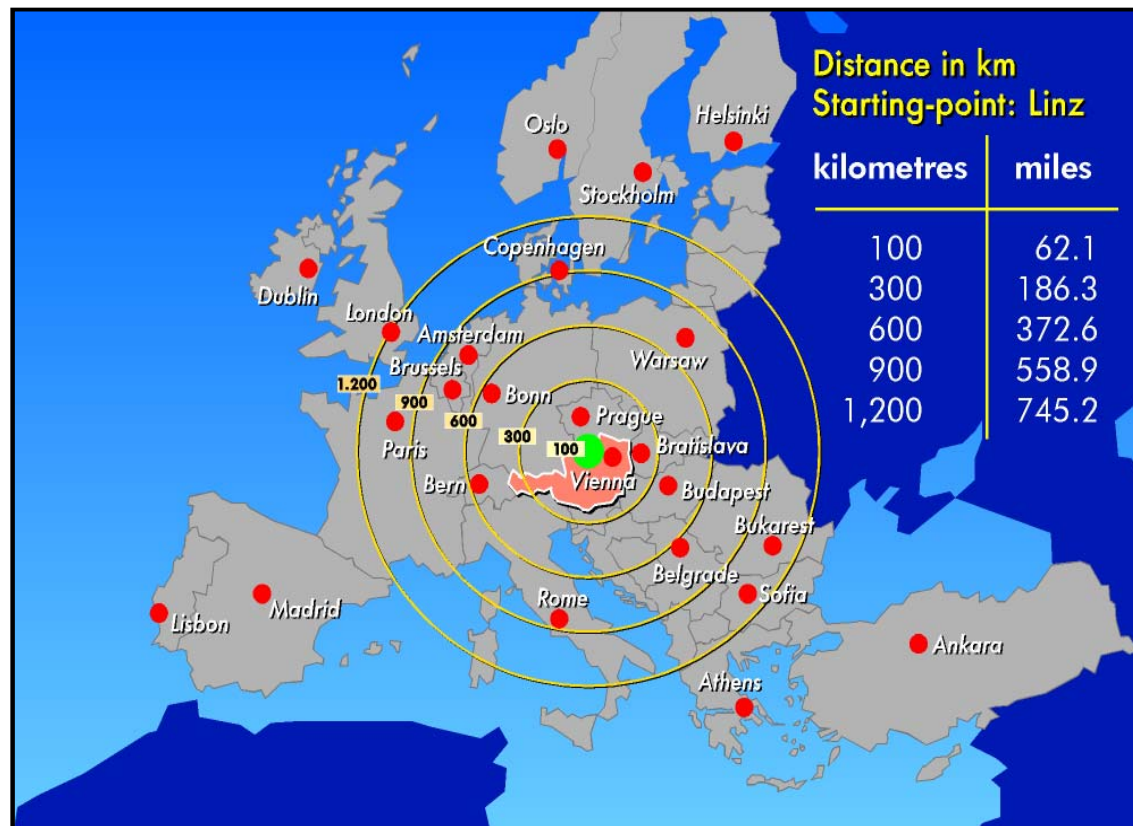 Distance in km
Starting-point: Linz
kilometres miles
100 62.1
300 186.3
600 372.6
900 558.9
1,200 745.2
Helsinki
Oslo
Stockholm
Copenhagen
Dublin
London
Amsterdam
Warsaw
Brussels
1.200
900
Bonn
600
Prague
300
100
Paris
Bratislava
Bern
Vienna
Budapest
Bukarest
Belgrade
Rome
Sofia
Madrid
Lisbon
Ankara
Athens